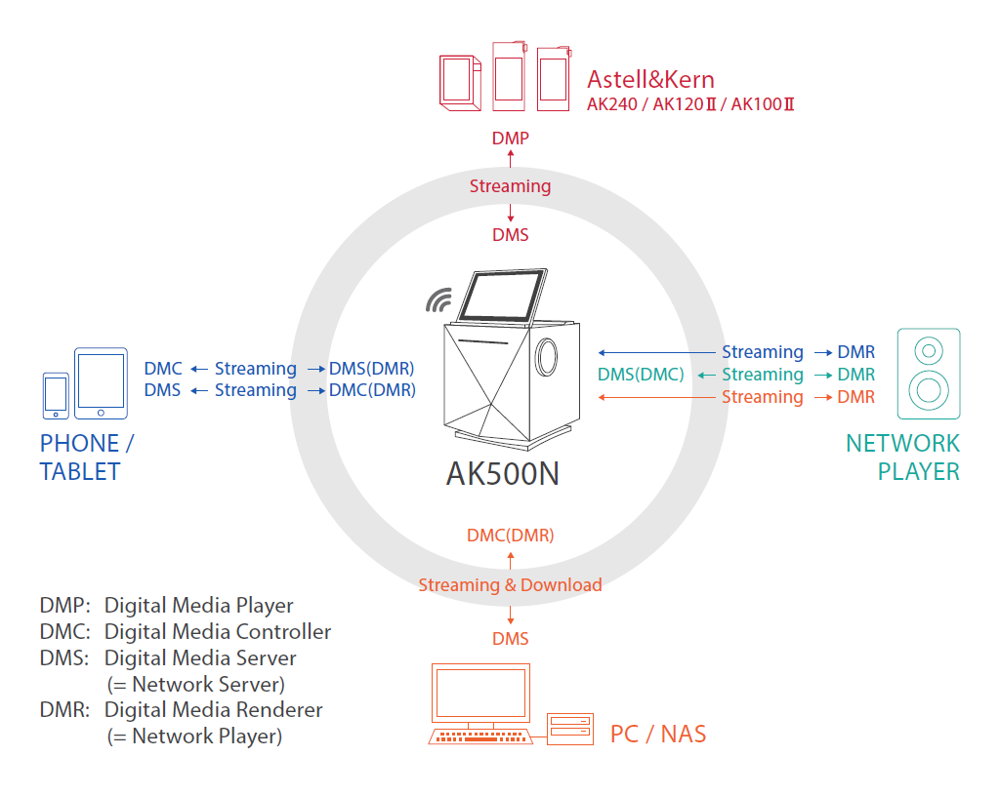 Astell&Kern
AK240 / AK120Ⅱ / AK100Ⅱ
DMP
Streaming
DMS
DMC Streaming DMS(DMR)
DMS Streaming DMC(DMR)
PHONE /
TABLET
AK500N
Streaming DMR
DMS(DMC) Streaming DMR
Streaming DMR
NETWORK
PLAYER
DMC(DMR)
Streaming & Download
DMS
PC / NAS
DMP: Digital Media Player
DMC: Digital Media Controller
DMS: Digital Media Server
(= Network Server)
DMR: Digital Media Renderer
(= Network Player)